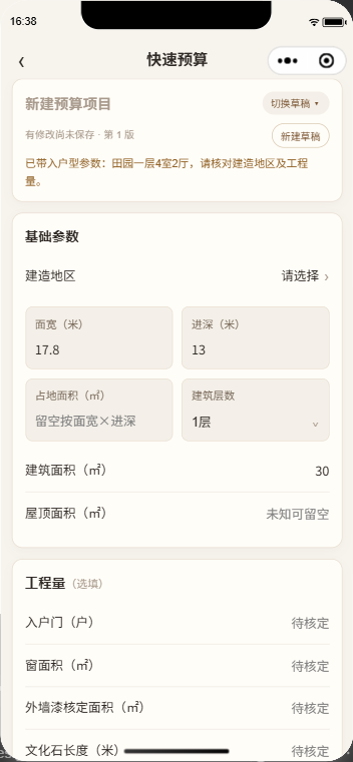 16:38
快速预算
新建预算项目
切换草稿 ▾
有修改尚未保存 · 第 1 版
新建草稿
已带入户型参数：田园一层4室2厅，请核对建造地区及工程
量。
基础参数
建造地区
请选择 ›
面宽（米）
17.8
进深（米）
13
占地面积（㎡）
留空按面宽×进深
建筑层数
1层
建筑面积（㎡）
30
屋顶面积（㎡）
未知可留空
工程量（选填）
入户门（户）
待核定
窗面积（㎡）
待核定
外墙漆核定面积（㎡）
待核定
文化石长度（米）
待核定